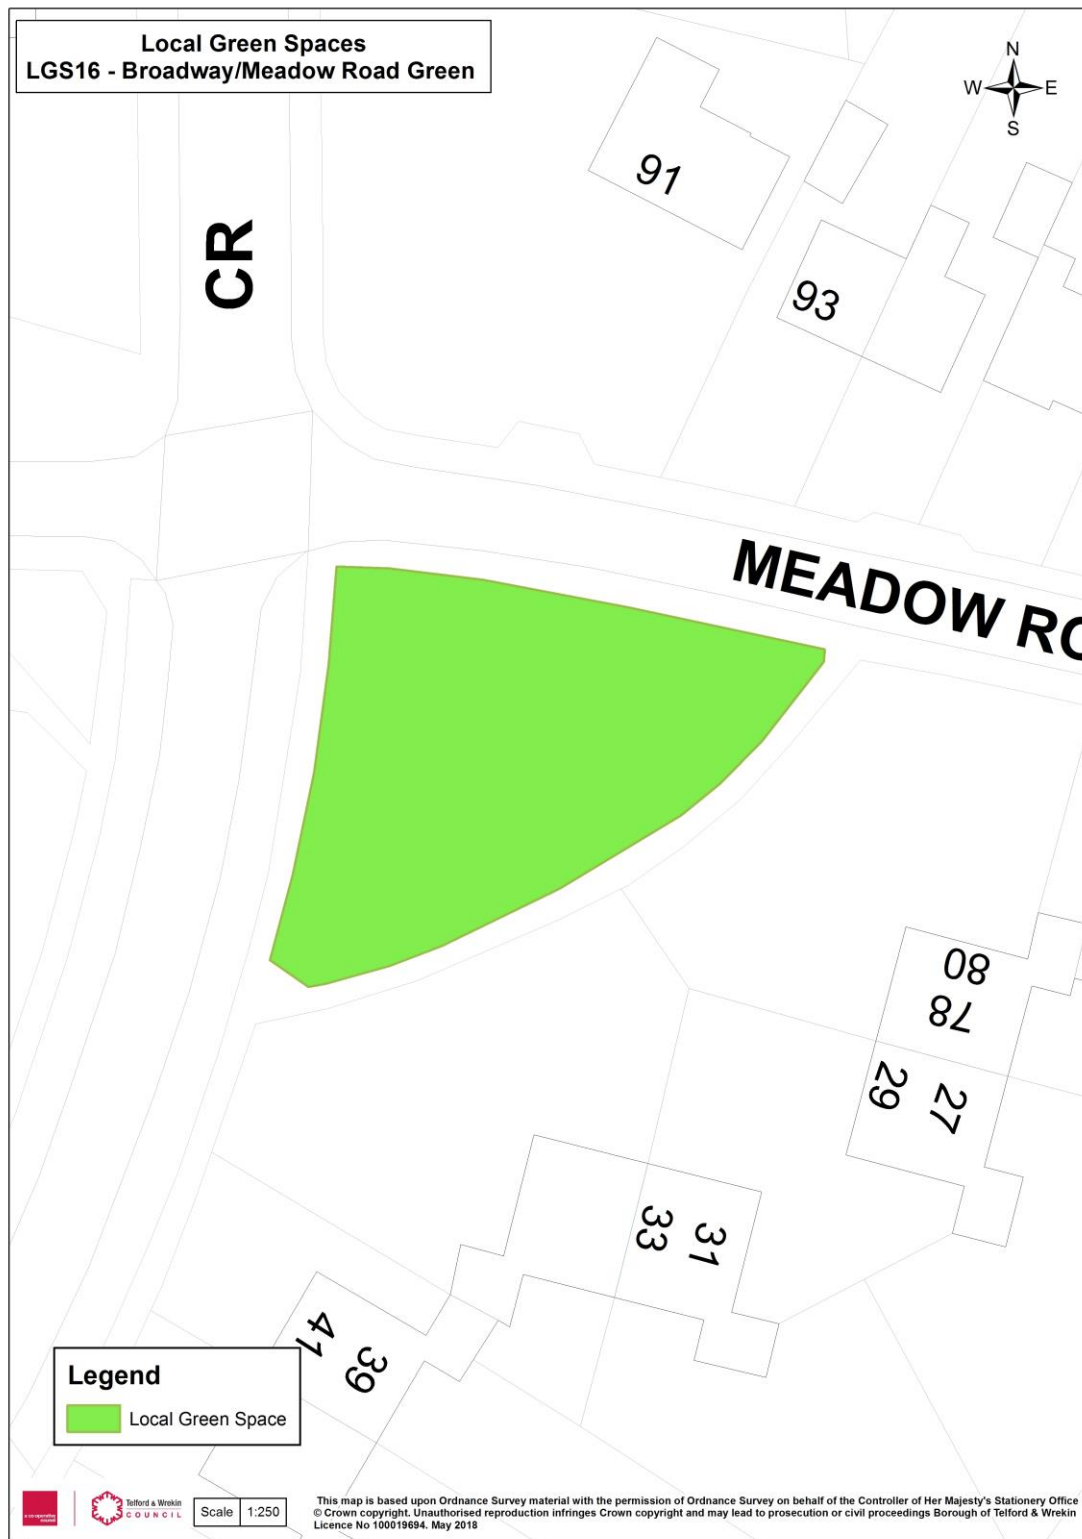 Local Green Spaces
LGS16 - Broadway/Meadow Road Green
N
W E
S
91
CR
93
MEADOW RO
80
78
29 27
33 31
41 39
Legend
Local Green Space
Telford & Wrekin
COUNCIL
Scale 1:250
This map is based upon Ordnance Survey material with the permission of Ordnance Survey on behalf of the Controller of Her Majesty's Stationery Office
© Crown copyright. Unauthorised reproduction infringes Crown copyright and may lead to prosecution or civil proceedings Borough of Telford & Wrekin
Licence No 100019694. May 2018